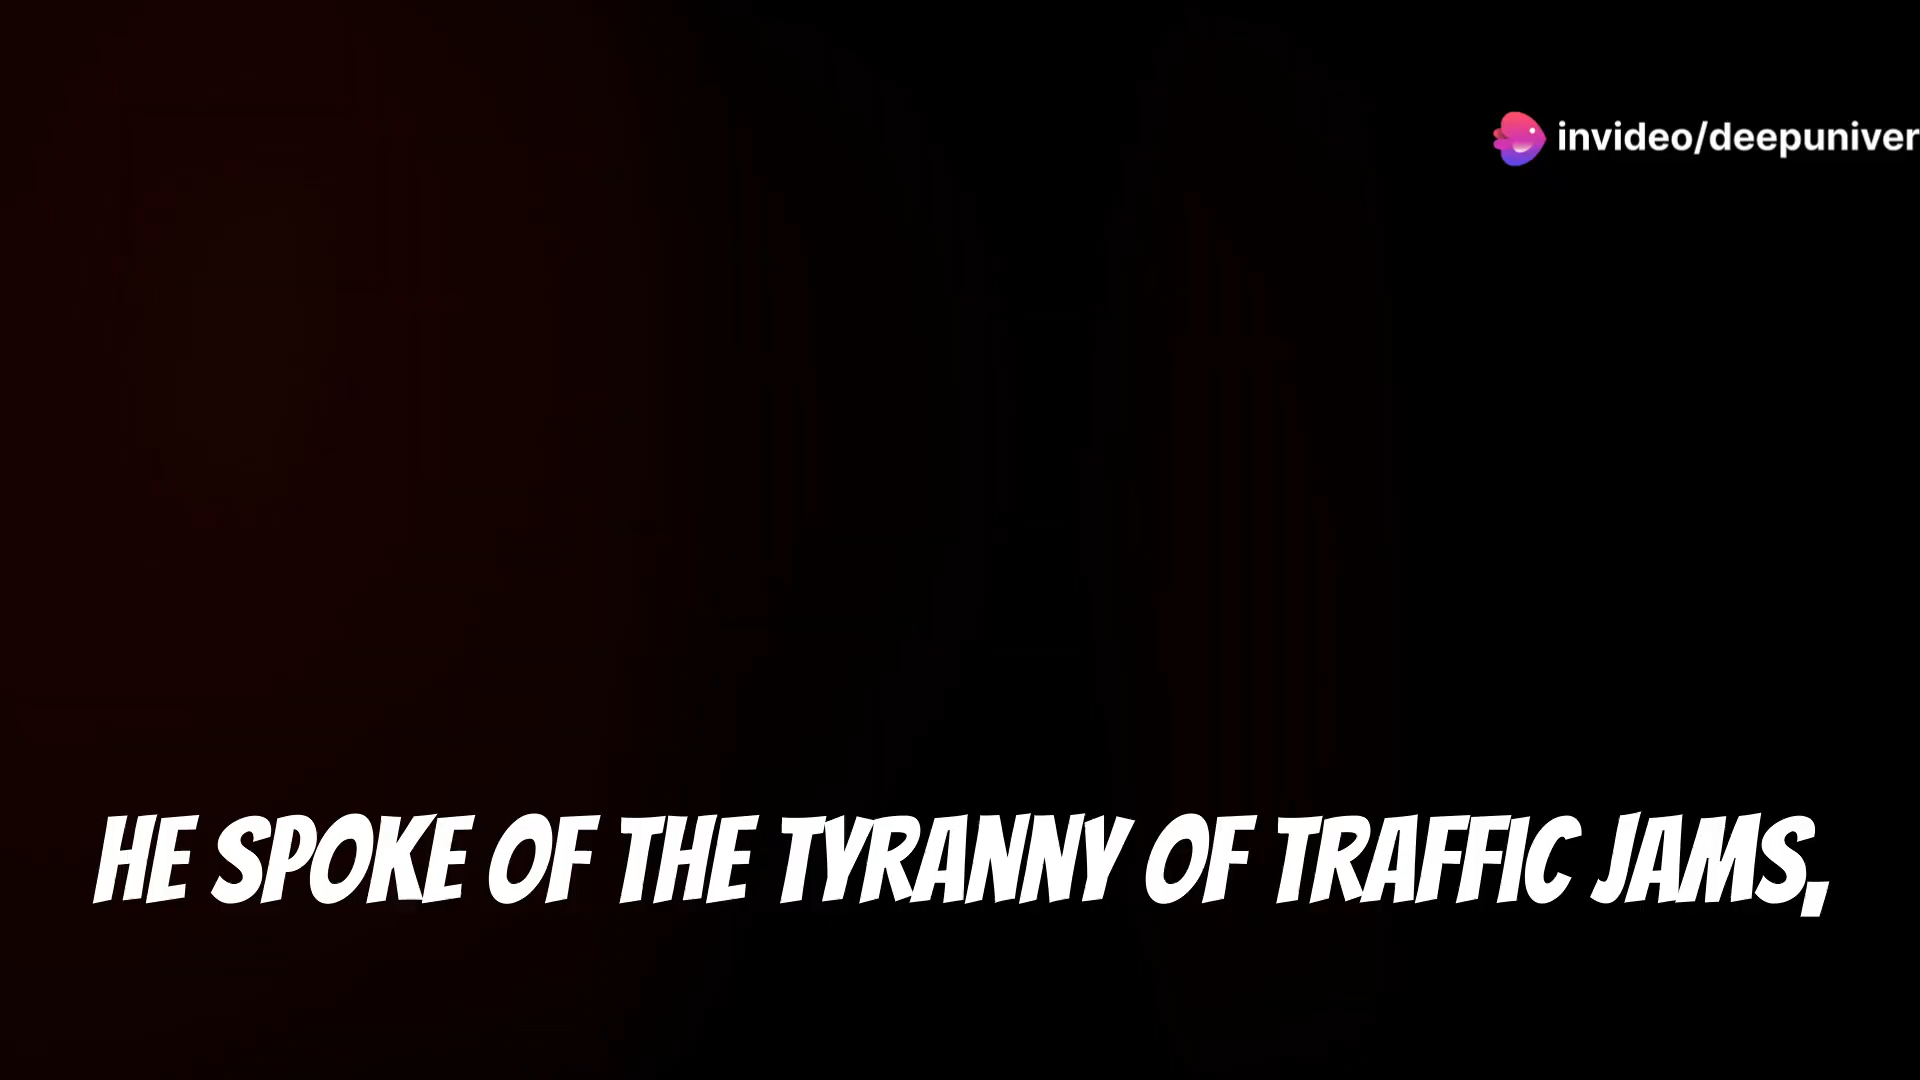 invideo/deepuniver
HE SPOKE OF THE TYRANNY OF TRAFFIC JAMS,